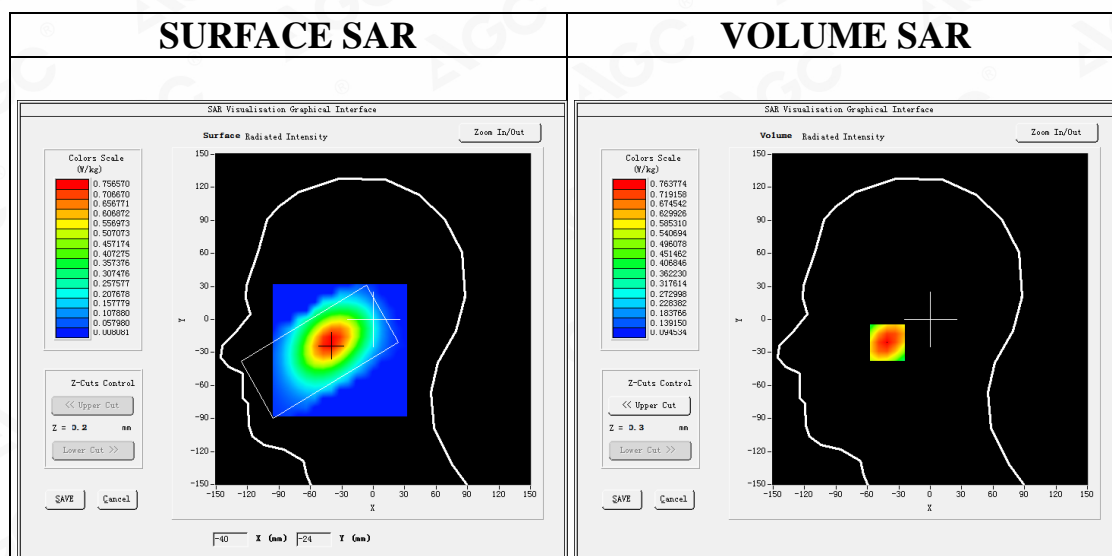 SURFACE SAR
VOLUME SAR
SAR Visualisation Graphical Interface
Surface Radiated Intensity
Zoom In/Out
Colors Scale
(W/kg)
0.756570
0.706670
0.656771
0.606872
0.556973
0.507073
0.457174
0.407275
0.357376
0.307476
0.257577
0.207678
0.157779
0.107880
0.057980
0.008081
Z-Cuts Control
<< Upper Cut
Z = 0.2 mm
Lower Cut >>
SAVE
Cancel
150
120
90
60
30
0
-30
-60
-90
-120
-150
Y
-150 -120 -90 -60 -30 0 30 60 90 120 150
X
-40 X (mm) -24 Y (mm)
SAR Visualisation Graphical Interface
Volume Radiated Intensity
Zoom In/Out
Colors Scale
(W/kg)
0.763774
0.719158
0.674542
0.629926
0.585310
0.540694
0.496078
0.451462
0.406846
0.362230
0.317614
0.272998
0.228382
0.183766
0.139150
0.094534
Z-Cuts Control
<< Upper Cut
Z = 0.3 mm
Lower Cut >>
SAVE
Cancel
150
120
90
60
30
0
-30
-60
-90
-120
-150
Y
-150 -120 -90 -60 -30 0 30 60 90 120 150
X
AGC